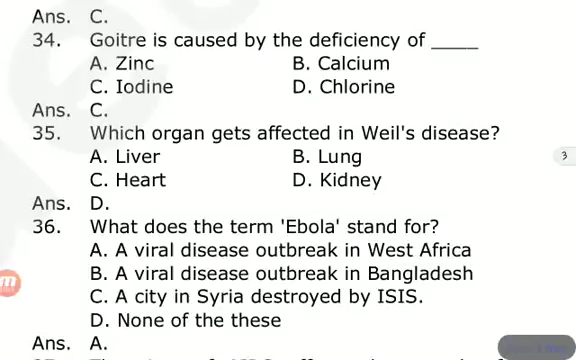 Ans. C.
34. Goitre is caused by the deficiency of ____
A. Zinc B. Calcium
C. Iodine D. Chlorine
Ans. C.
35. Which organ gets affected in Weil's disease?
A. Liver B. Lung
3
C. Heart D. Kidney
Ans. D.
36. What does the term 'Ebola' stand for?
A. A viral disease outbreak in West Africa
B. A viral disease outbreak in Bangladesh
C. A city in Syria destroyed by ISIS.
D. None of the these
Ans. A.